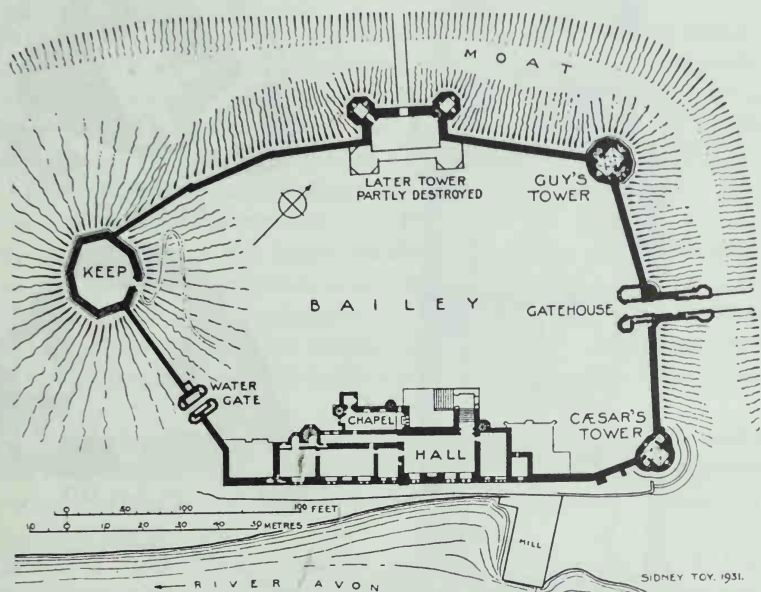 MOAT
LATER TOWER
PARTLY DESTROYED
GUY'S
TOWER
KEEP
BAILEY
GATEHOUSE
WATER
GATE
CHAPEL
HALL
CÆSAR'S
TOWER
0 50 100 FEET
10 0 10 20 30 40 50 METRES
MILL
RIVER AVON
SIDNEY TOY. 1931.